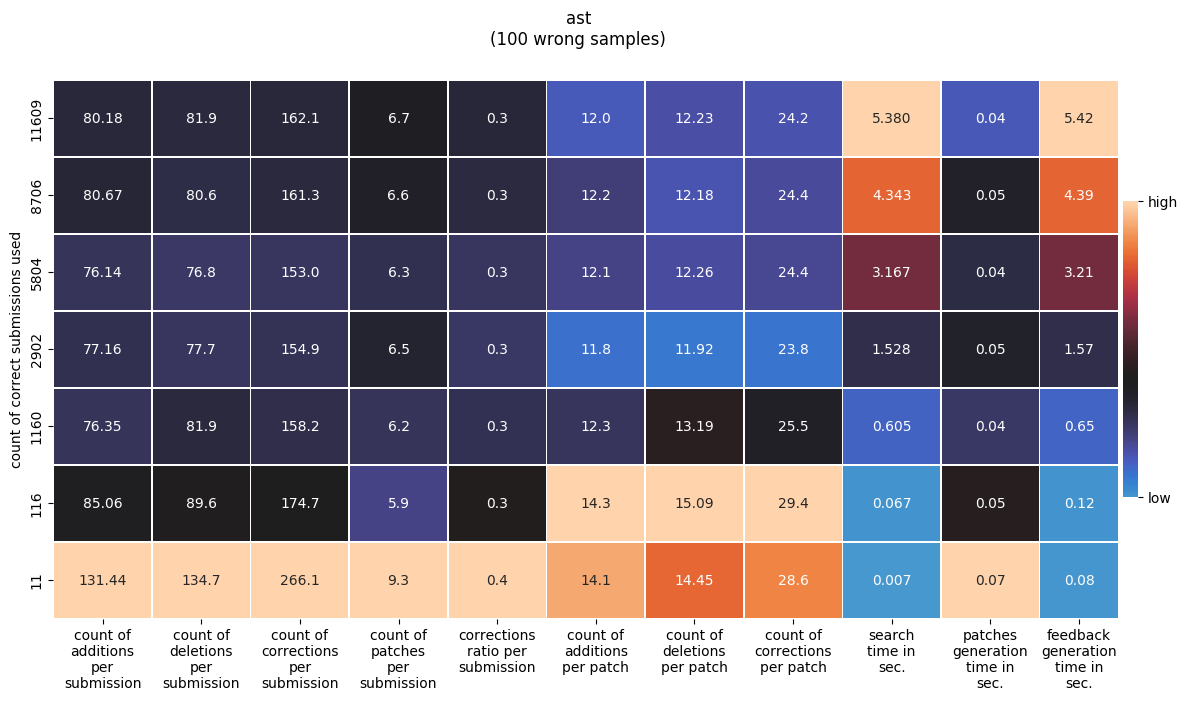 ast
(100 wrong samples)
count of correct submissions used
11609 80.18 81.9 162.1 6.7 0.3 12.0 12.23 24.2 5.380 0.04 5.42
8706 80.67 80.6 161.3 6.6 0.3 12.2 12.18 24.4 4.343 0.05 4.39
5804 76.14 76.8 153.0 6.3 0.3 12.1 12.26 24.4 3.167 0.04 3.21
2902 77.16 77.7 154.9 6.5 0.3 11.8 11.92 23.8 1.528 0.05 1.57
1160 76.35 81.9 158.2 6.2 0.3 12.3 13.19 25.5 0.605 0.04 0.65
116 85.06 89.6 174.7 5.9 0.3 14.3 15.09 29.4 0.067 0.05 0.12
11 131.44 134.7 266.1 9.3 0.4 14.1 14.45 28.6 0.007 0.07 0.08
count of
additions
per
submission
count of
deletions
per
submission
count of
corrections
per
submission
count of
patches
per
submission
corrections
ratio per
submission
count of
additions
per patch
count of
deletions
per patch
count of
corrections
per patch
search
time in
sec.
patches
generation
time in
sec.
feedback
generation
time in
sec.
high
low